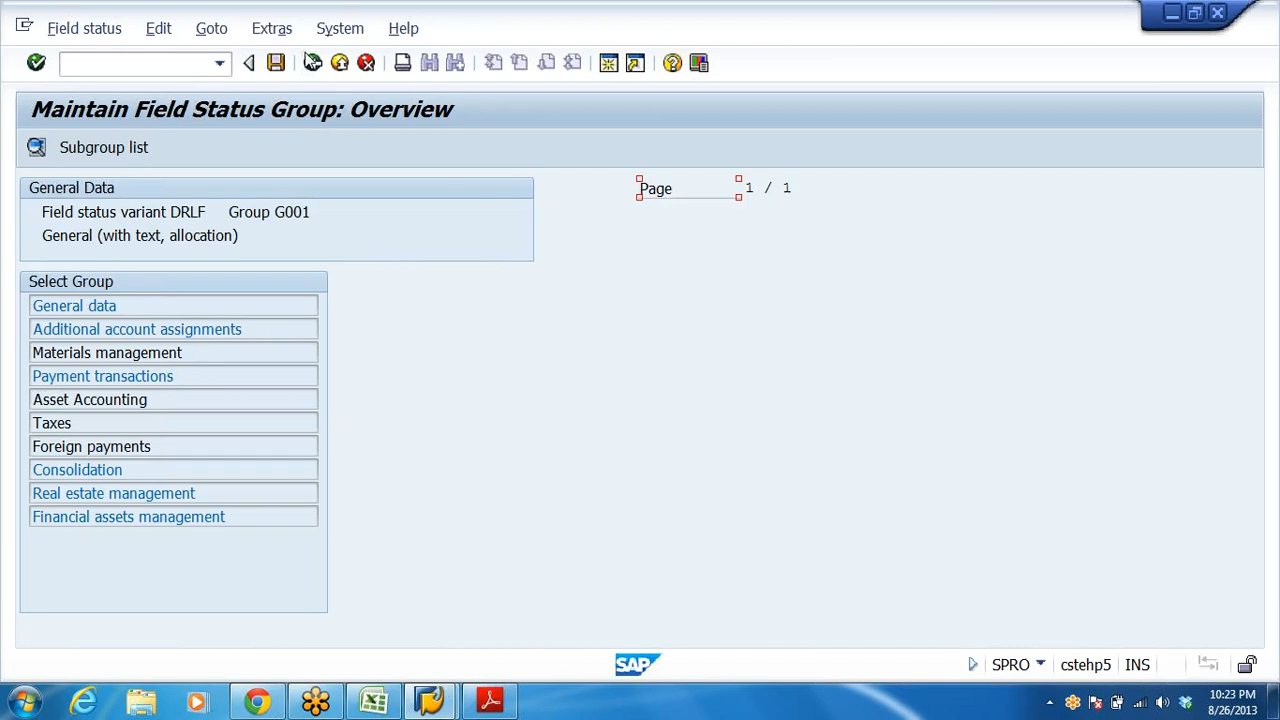 Field status Edit Goto Extras System Help
Maintain Field Status Group: Overview
Subgroup list
General Data
Page 1 / 1
Field status variant DRLF Group G001
General (with text, allocation)
Select Group
General data
Additional account assignments
Materials management
Payment transactions
Asset Accounting
Taxes
Foreign payments
Consolidation
Real estate management
Financial assets management
SAP
SPRO cstehp5 INS
10:23 PM
8/26/2013